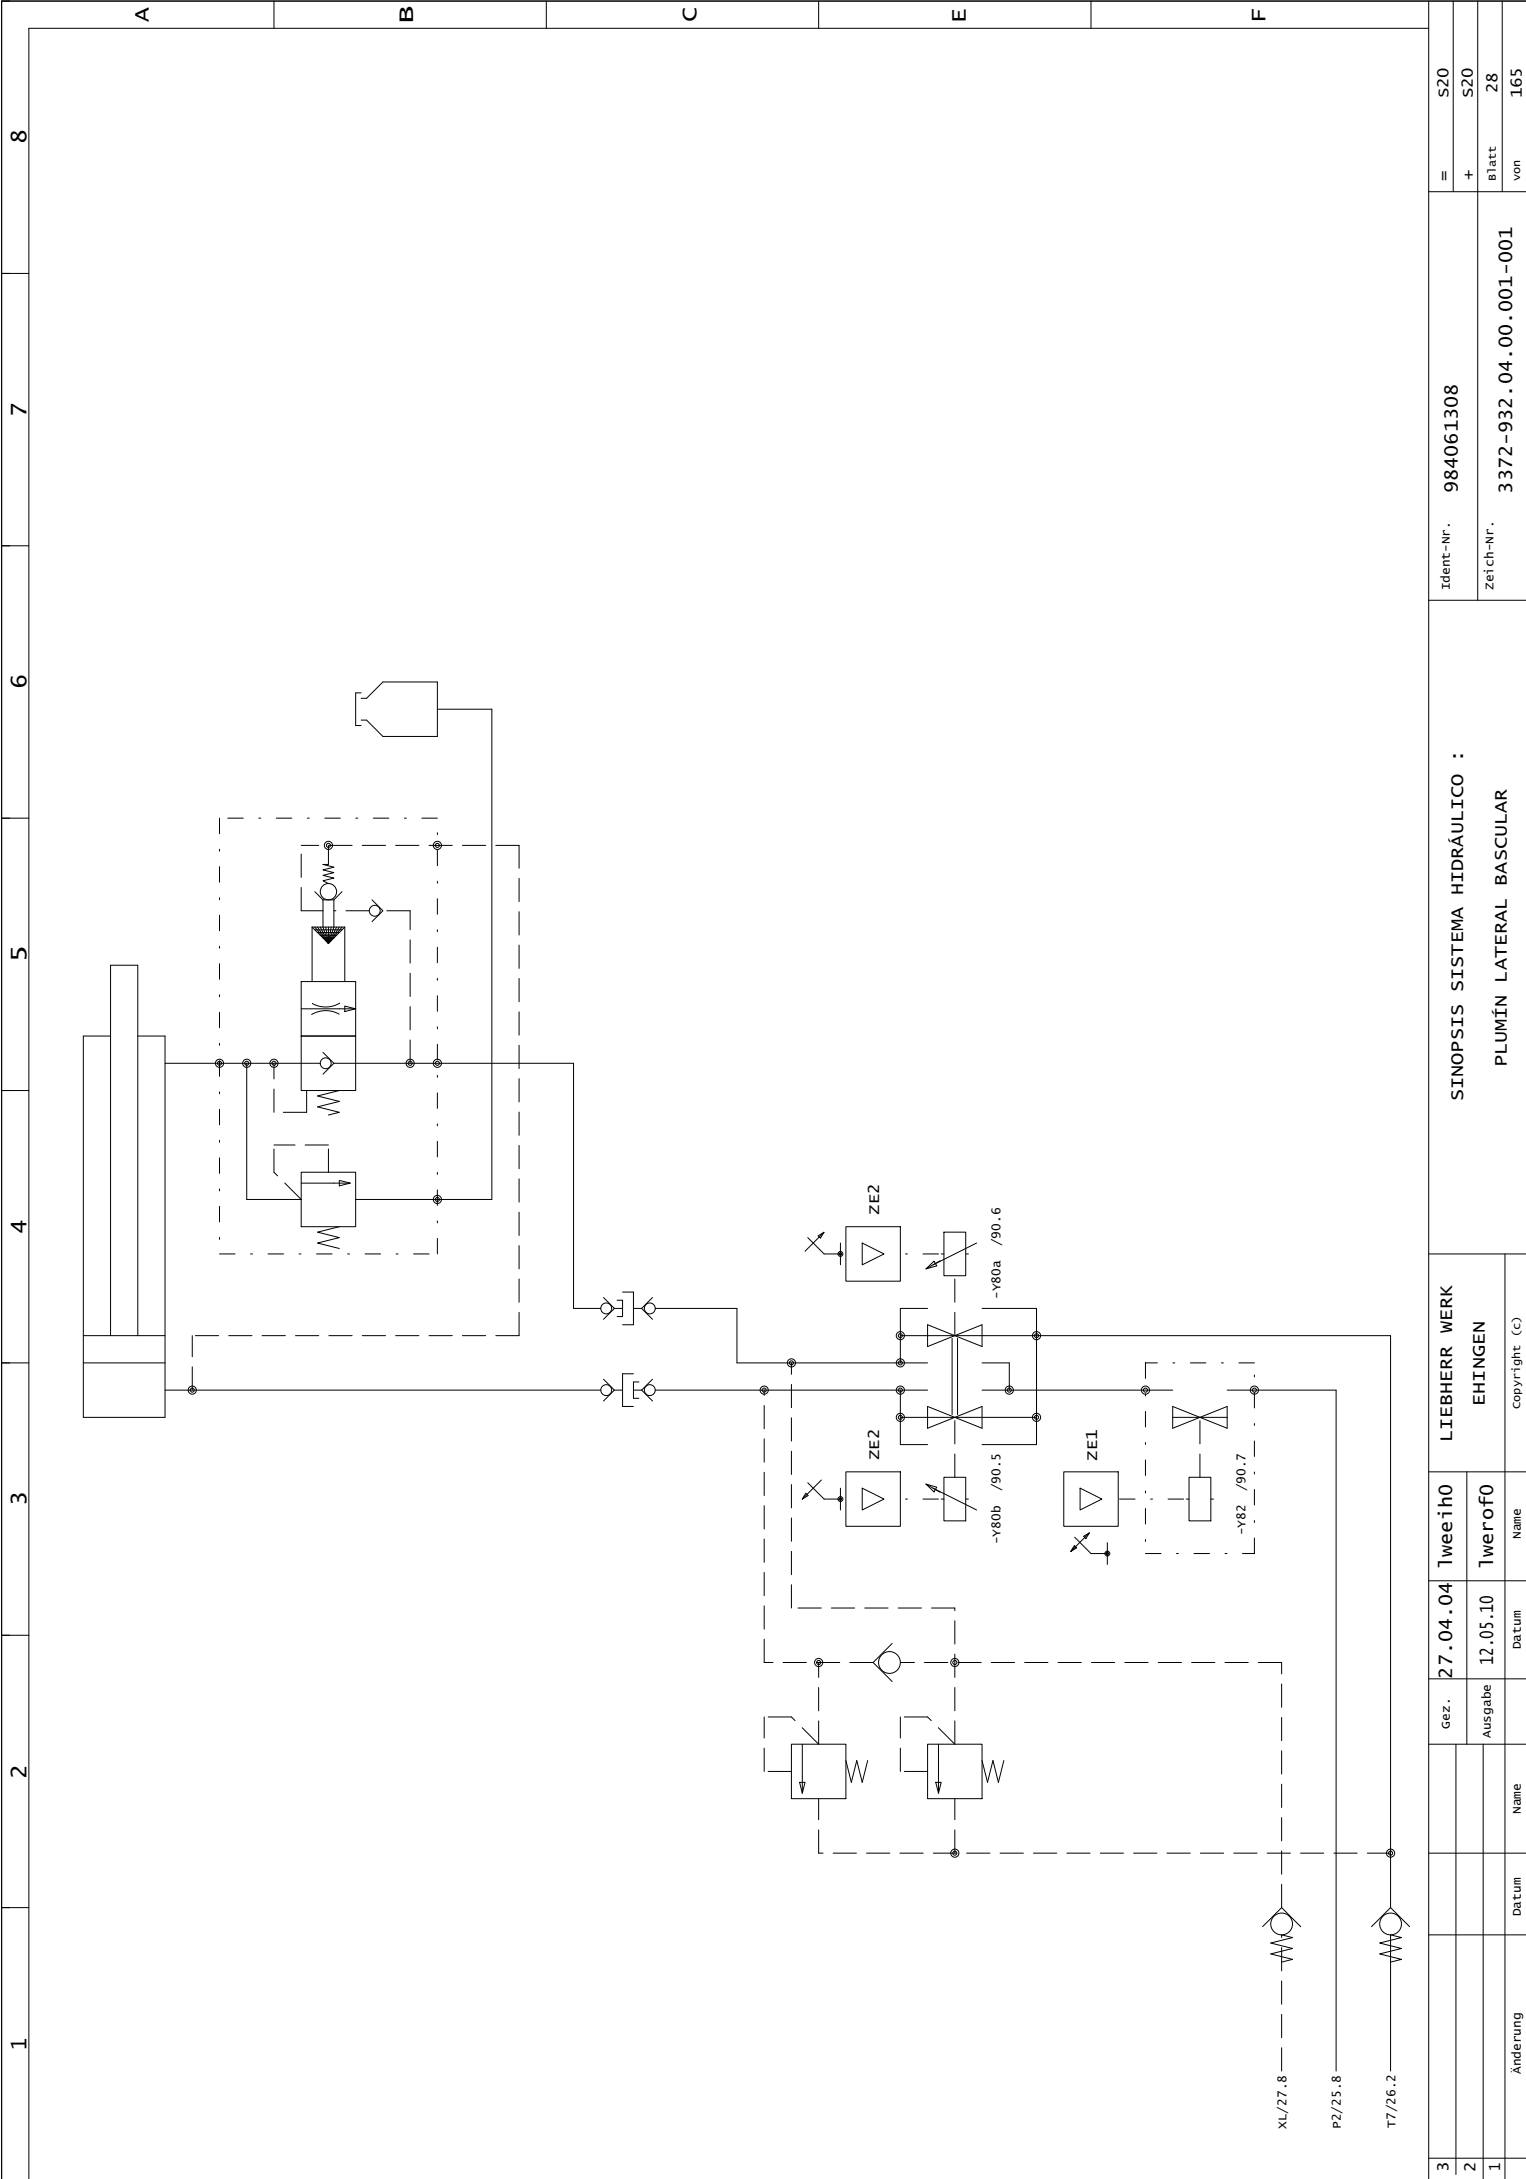 1 2 3 4 5 6 7 8
A
B
C
E
F
ZE2
ZE2
-Y80b /90.5
-Y80a /90.6
ZE1
-Y82 /90.7
XL/27.8
P2/25.8
T7/26.2
3
2
1
Änderung
Datum
Name
Gez. 27.04.04 lweeih0
Ausgabe 12.05.10 lwerof0
Datum
Name
LIEBHERR WERK
EHINGEN
Copyright (c)
SINOPSIS SISTEMA HIDRÁULICO :
PLUMÍN LATERAL BASCULAR
Ident-Nr. 984061308
Zeich-Nr. 3372-932.04.00.001-001
= S20
+ S20
Blatt 28
von 165